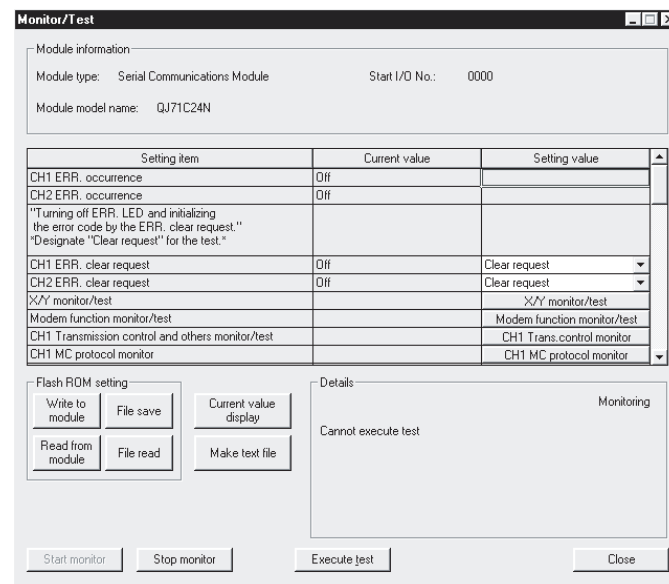 Monitor/Test
Module information
Module type: Serial Communications Module Start I/O No.: 0000
Module model name: QJ71C24N
Setting item Current value Setting value
CH1 ERR. occurrence Off
CH2 ERR. occurrence Off
"Turning off ERR. LED and initializing
the error code by the ERR. clear request."
*Designate "Clear request" for the test.*
CH1 ERR. clear request Off Clear request
CH2 ERR. clear request Off Clear request
X/Y monitor/test X/Y monitor/test
Modem function monitor/test Modem function monitor/test
CH1 Transmission control and others monitor/test CH1 Trans.control monitor
CH1 MC protocol monitor CH1 MC protocol monitor
Flash ROM setting
Write to
module
File save
Current value
display
Read from
module
File read
Make text file
Details
Monitoring
Cannot execute test
Start monitor Stop monitor Execute test Close